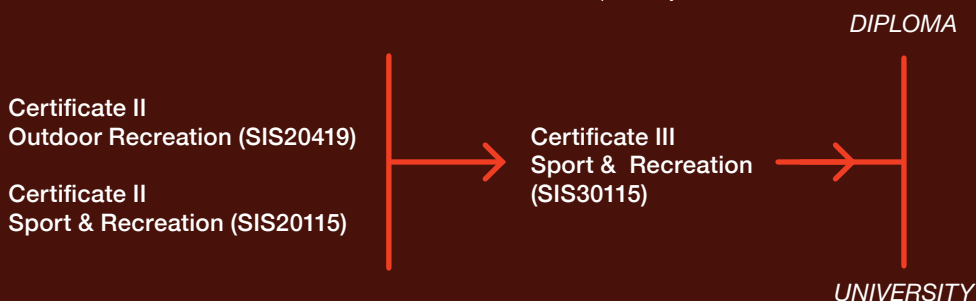 DIPLOMA
Certificate II
Outdoor Recreation (SIS20419)
Certificate II
Sport & Recreation (SIS20115)
Certificate III
Sport & Recreation
(SIS30115)
UNIVERSITY